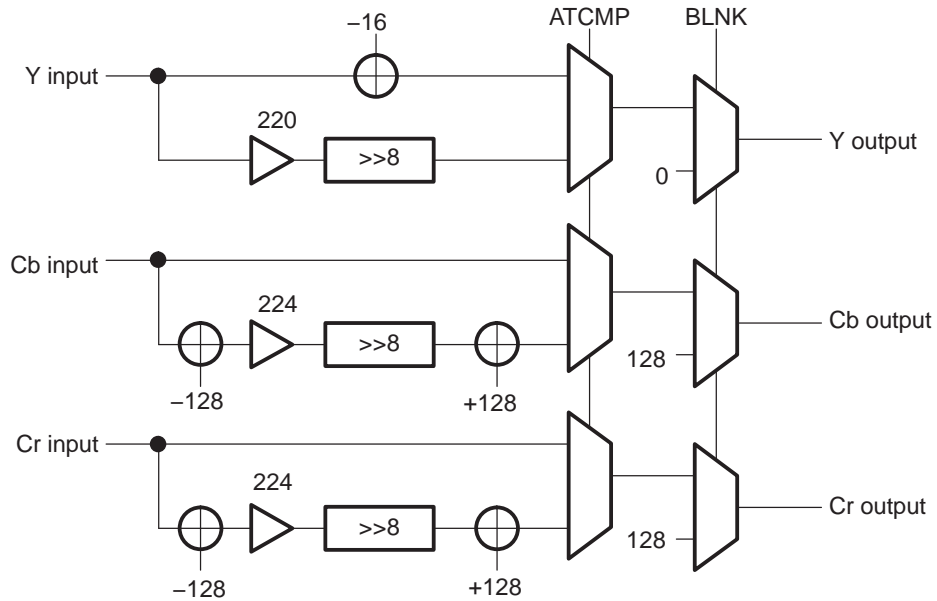 ATCMP BLNK
−16
Y input
220
>>8
0
Y output
Cb input
224
>>8
−128
+128
128
Cb output
Cr input
224
>>8
−128
+128
128
Cr output